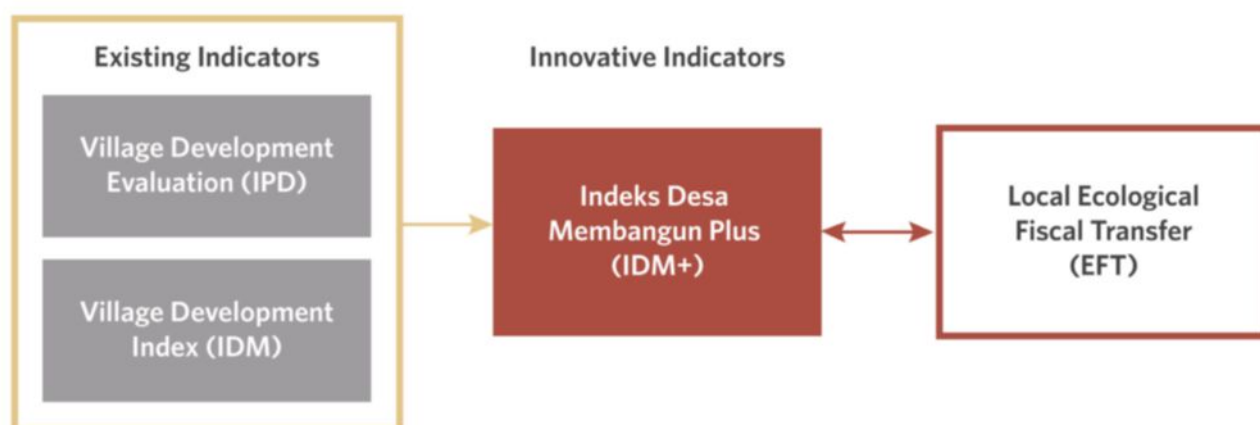 Existing Indicators
Village Development
Evaluation (IPD)
Village Development
Index (IDM)
Innovative Indicators
Indeks Desa
Membangun Plus
(IDM+)
Local Ecological
Fiscal Transfer
(EFT)